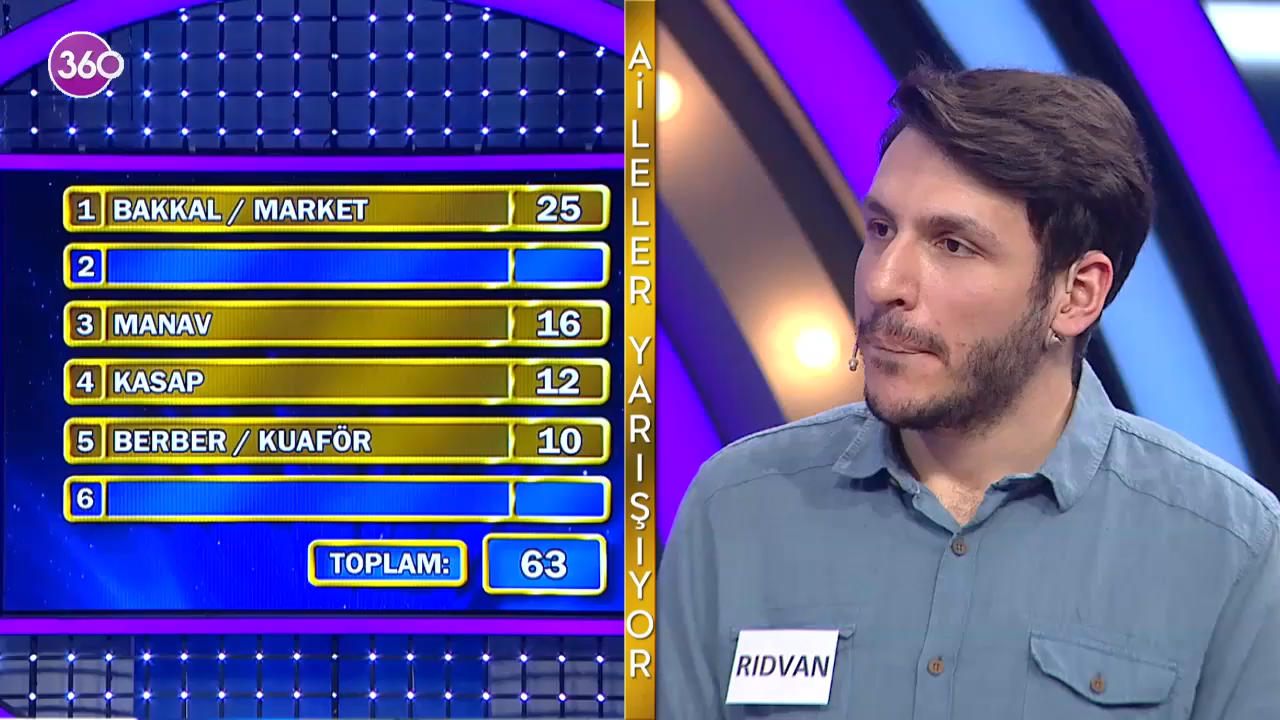 360
1 BAKKAL / MARKET 25
2
3 MANAV 16
4 KASAP 12
5 BERBER / KUAFÖR 10
6
TOPLAM: 63
AİLELER YARIŞIYOR
RIDVAN